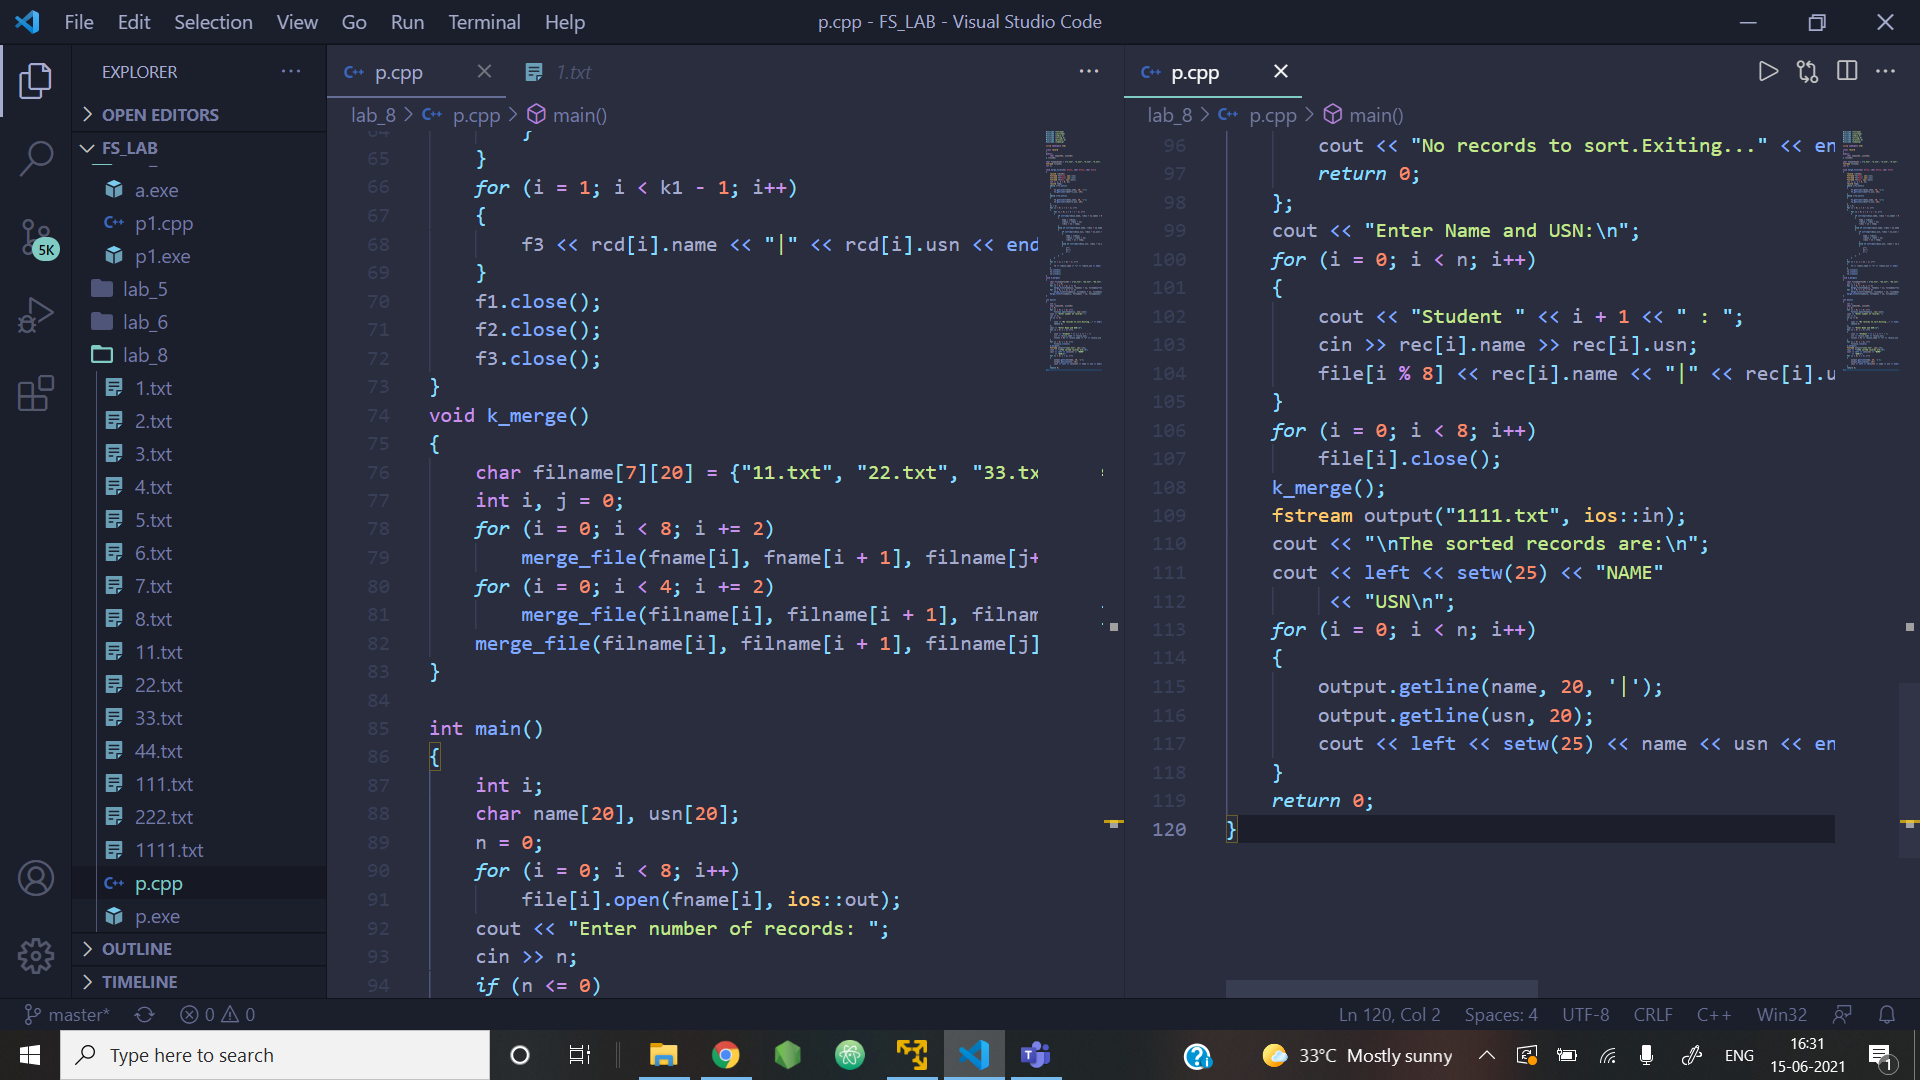 File Edit Selection View Go Run Terminal Help
p.cpp - FS_LAB - Visual Studio Code
EXPLORER
OPEN EDITORS
FS_LAB
a.exe
p1.cpp
p1.exe
lab_5
lab_6
lab_8
1.txt
2.txt
3.txt
4.txt
5.txt
6.txt
7.txt
8.txt
11.txt
22.txt
33.txt
44.txt
111.txt
222.txt
1111.txt
p.cpp
p.exe
OUTLINE
TIMELINE
5K
p.cpp
1.txt
lab_8 > p.cpp > main()
64 }
65 }
66 for (i = 1; i < k1 - 1; i++)
67 {
68 f3 << rcd[i].name << "|" << rcd[i].usn << end
69 }
70 f1.close();
71 f2.close();
72 f3.close();
73 }
74 void k_merge()
75 {
76 char filname[7][20] = {"11.txt", "22.txt", "33.tx
77 int i, j = 0;
78 for (i = 0; i < 8; i += 2)
79 merge_file(fname[i], fname[i + 1], filname[j+
80 for (i = 0; i < 4; i += 2)
81 merge_file(filname[i], filname[i + 1], filnam
82 merge_file(filname[i], filname[i + 1], filname[j]
83 }
84
85 int main()
86 {
87 int i;
88 char name[20], usn[20];
89 n = 0;
90 for (i = 0; i < 8; i++)
91 file[i].open(fname[i], ios::out);
92 cout << "Enter number of records: ";
93 cin >> n;
94 if (n <= 0)
p.cpp
lab_8 > p.cpp > main()
96 cout << "No records to sort.Exiting..." << en
97 return 0;
98 };
99 cout << "Enter Name and USN:\n";
100 for (i = 0; i < n; i++)
101 {
102 cout << "Student " << i + 1 << " : ";
103 cin >> rec[i].name >> rec[i].usn;
104 file[i % 8] << rec[i].name << "|" << rec[i].u
105 }
106 for (i = 0; i < 8; i++)
107 file[i].close();
108 k_merge();
109 fstream output("1111.txt", ios::in);
110 cout << "\nThe sorted records are:\n";
111 cout << left << setw(25) << "NAME"
112 << "USN\n";
113 for (i = 0; i < n; i++)
114 {
115 output.getline(name, 20, '|');
116 output.getline(usn, 20);
117 cout << left << setw(25) << name << usn << en
118 }
119 return 0;
120 }
master* 0 0
Ln 120, Col 2 Spaces: 4 UTF-8 CRLF C++ Win32
Type here to search
33°C Mostly sunny
ENG
16:31
15-06-2021
1